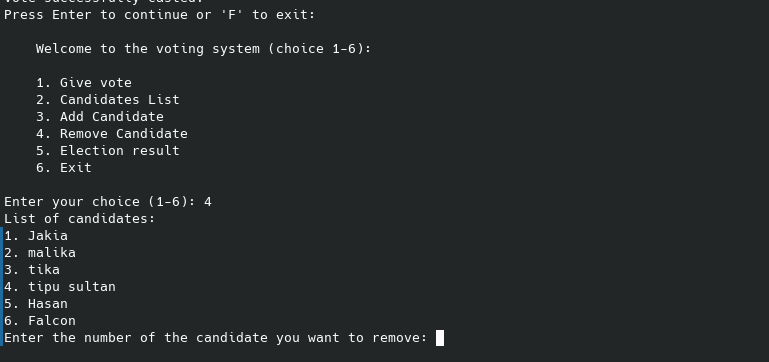 Vote successfully casted.
Press Enter to continue or 'F' to exit:
Welcome to the voting system (choice 1-6):
1. Give vote
2. Candidates List
3. Add Candidate
4. Remove Candidate
5. Election result
6. Exit
Enter your choice (1-6): 4
List of candidates:
1. Jakia
2. malika
3. tika
4. tipu sultan
5. Hasan
6. Falcon
Enter the number of the candidate you want to remove: